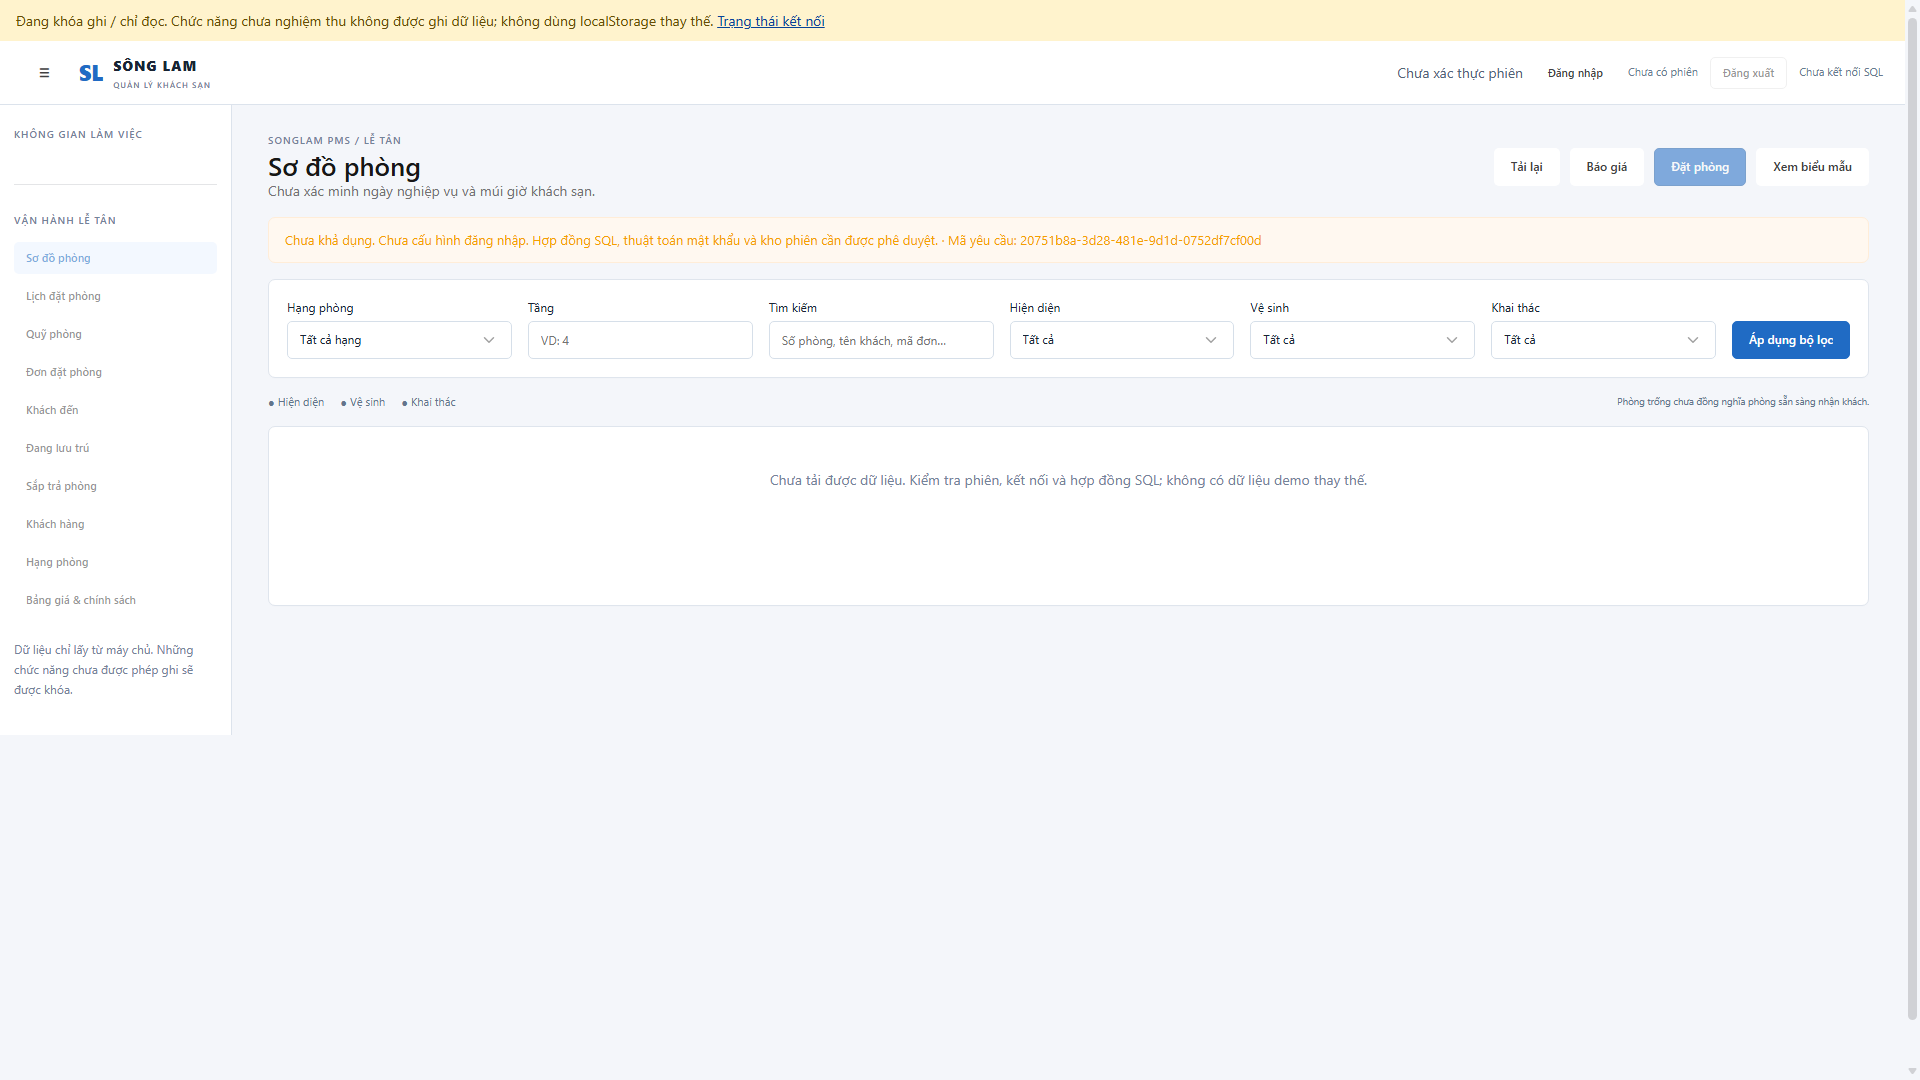 Đang khóa ghi / chỉ đọc. Chức năng chưa nghiệm thu không được ghi dữ liệu; không dùng localStorage thay thế. Trạng thái kết nối
☰
SL
SÔNG LAM
QUẢN LÝ KHÁCH SẠN
Chưa xác thực phiên
Đăng nhập
Chưa có phiên
Đăng xuất
Chưa kết nối SQL
KHÔNG GIAN LÀM VIỆC
VẬN HÀNH LỄ TÂN
Sơ đồ phòng
Lịch đặt phòng
Quỹ phòng
Đơn đặt phòng
Khách đến
Đang lưu trú
Sắp trả phòng
Khách hàng
Hạng phòng
Bảng giá & chính sách
Dữ liệu chỉ lấy từ máy chủ. Những
chức năng chưa được phép ghi sẽ
được khóa.
SONGLAM PMS / LỄ TÂN
Sơ đồ phòng
Chưa xác minh ngày nghiệp vụ và múi giờ khách sạn.
Tải lại
Báo giá
Đặt phòng
Xem biểu mẫu
Chưa khả dụng. Chưa cấu hình đăng nhập. Hợp đồng SQL, thuật toán mật khẩu và kho phiên cần được phê duyệt. · Mã yêu cầu: 20751b8a-3d28-481e-9d1d-0752df7cf00d
Hạng phòng
Tất cả hạng
Tầng
VD: 4
Tìm kiếm
Số phòng, tên khách, mã đơn...
Hiện diện
Tất cả
Vệ sinh
Tất cả
Khai thác
Tất cả
Áp dụng bộ lọc
● Hiện diện
● Vệ sinh
● Khai thác
Phòng trống chưa đồng nghĩa phòng sẵn sàng nhận khách.
Chưa tải được dữ liệu. Kiểm tra phiên, kết nối và hợp đồng SQL; không có dữ liệu demo thay thế.